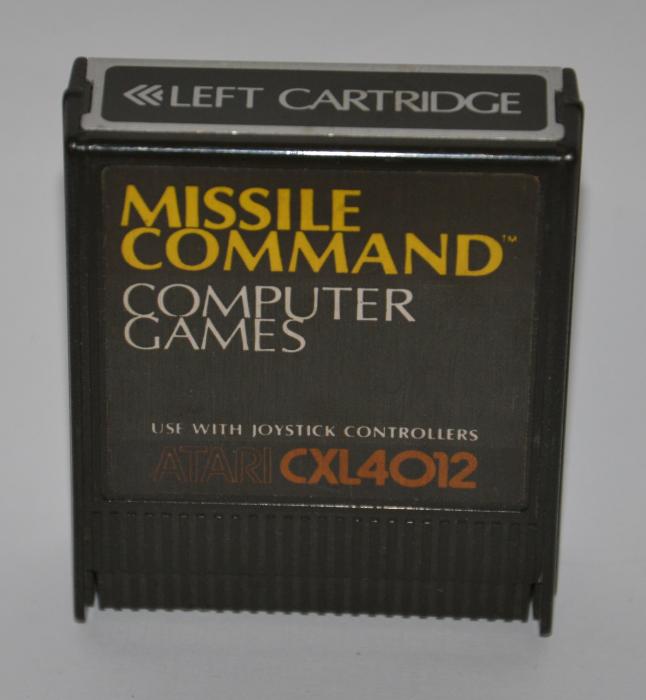 LEFT CARTRIDGE
MISSILE
COMMAND™
COMPUTER
GAMES
USE WITH JOYSTICK CONTROLLERS
ATARI CXL4012